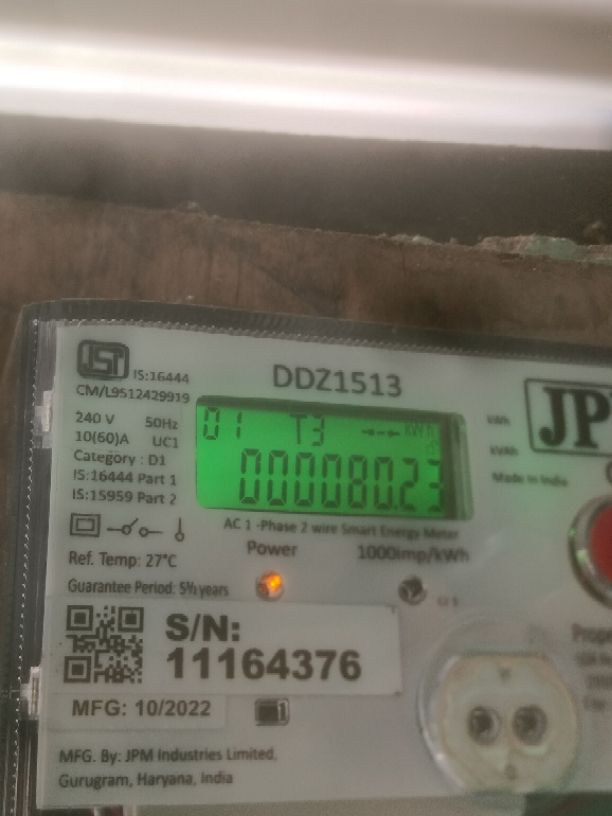 IST
IS:16444
CM/L9512429919
DDZ1513
240 V 50Hz
10(60)A UC1
Category : D1
IS:16444 Part 1
IS:15959 Part 2
01 T3 kWh
00008023
kWh
kVAh
JP
Made in India
AC 1 -Phase 2 wire Smart Energy Meter
Ref. Temp: 27°C
Power 1000imp/kWh
Guarantee Period: 5½ years
S/N:
11164376
MFG: 10/2022
MFG. By: JPM Industries Limited,
Gurugram, Haryana, India